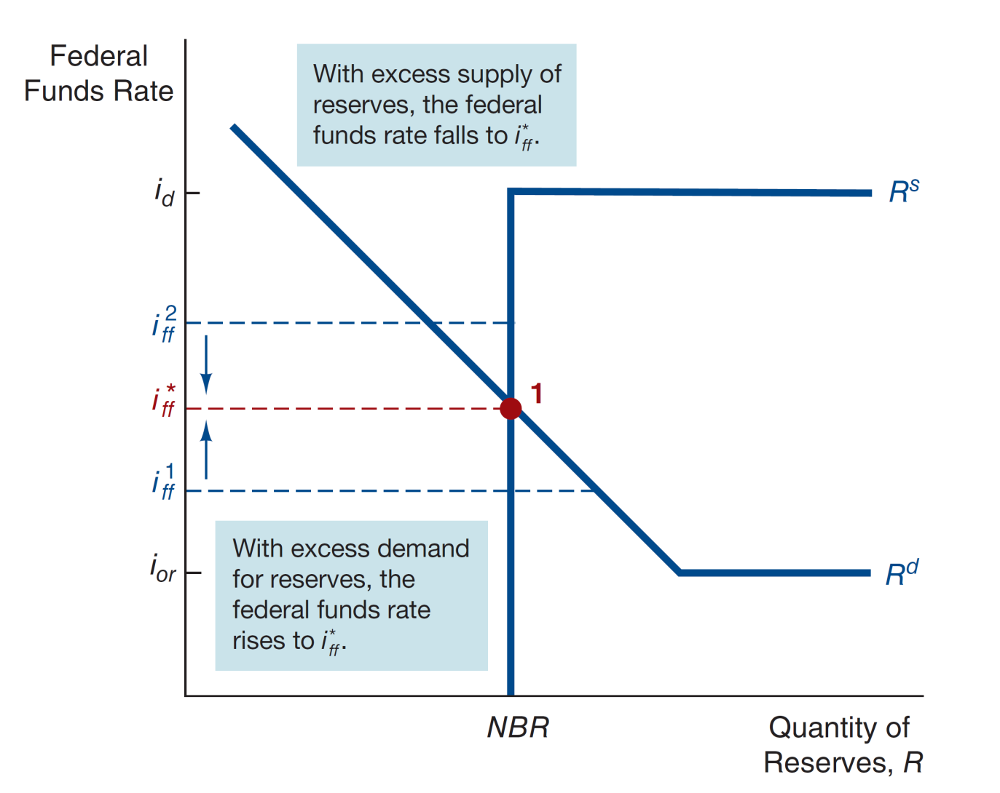 Federal
Funds Rate
With excess supply of
reserves, the federal
funds rate falls to i*ff.
id
Rs
i2ff
i*ff
1
i1ff
With excess demand
for reserves, the
federal funds rate
rises to i*ff.
ior
Rd
NBR
Quantity of
Reserves, R